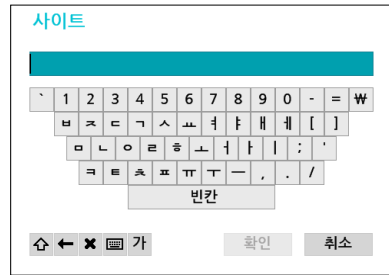 사이트
` 1 2 3 4 5 6 7 8 9 0 - = ₩
ㅂ ㅈ ㄷ ㄱ ㅅ ㅛ ㅕ ㅑ ㅐ ㅔ [ ]
ㅁ ㄴ ㅇ ㄹ ㅎ ㅗ ㅓ ㅏ ㅣ ; '
ㅋ ㅌ ㅊ ㅍ ㅠ ㅜ ㅡ , . /
빈칸
가 확인 취소